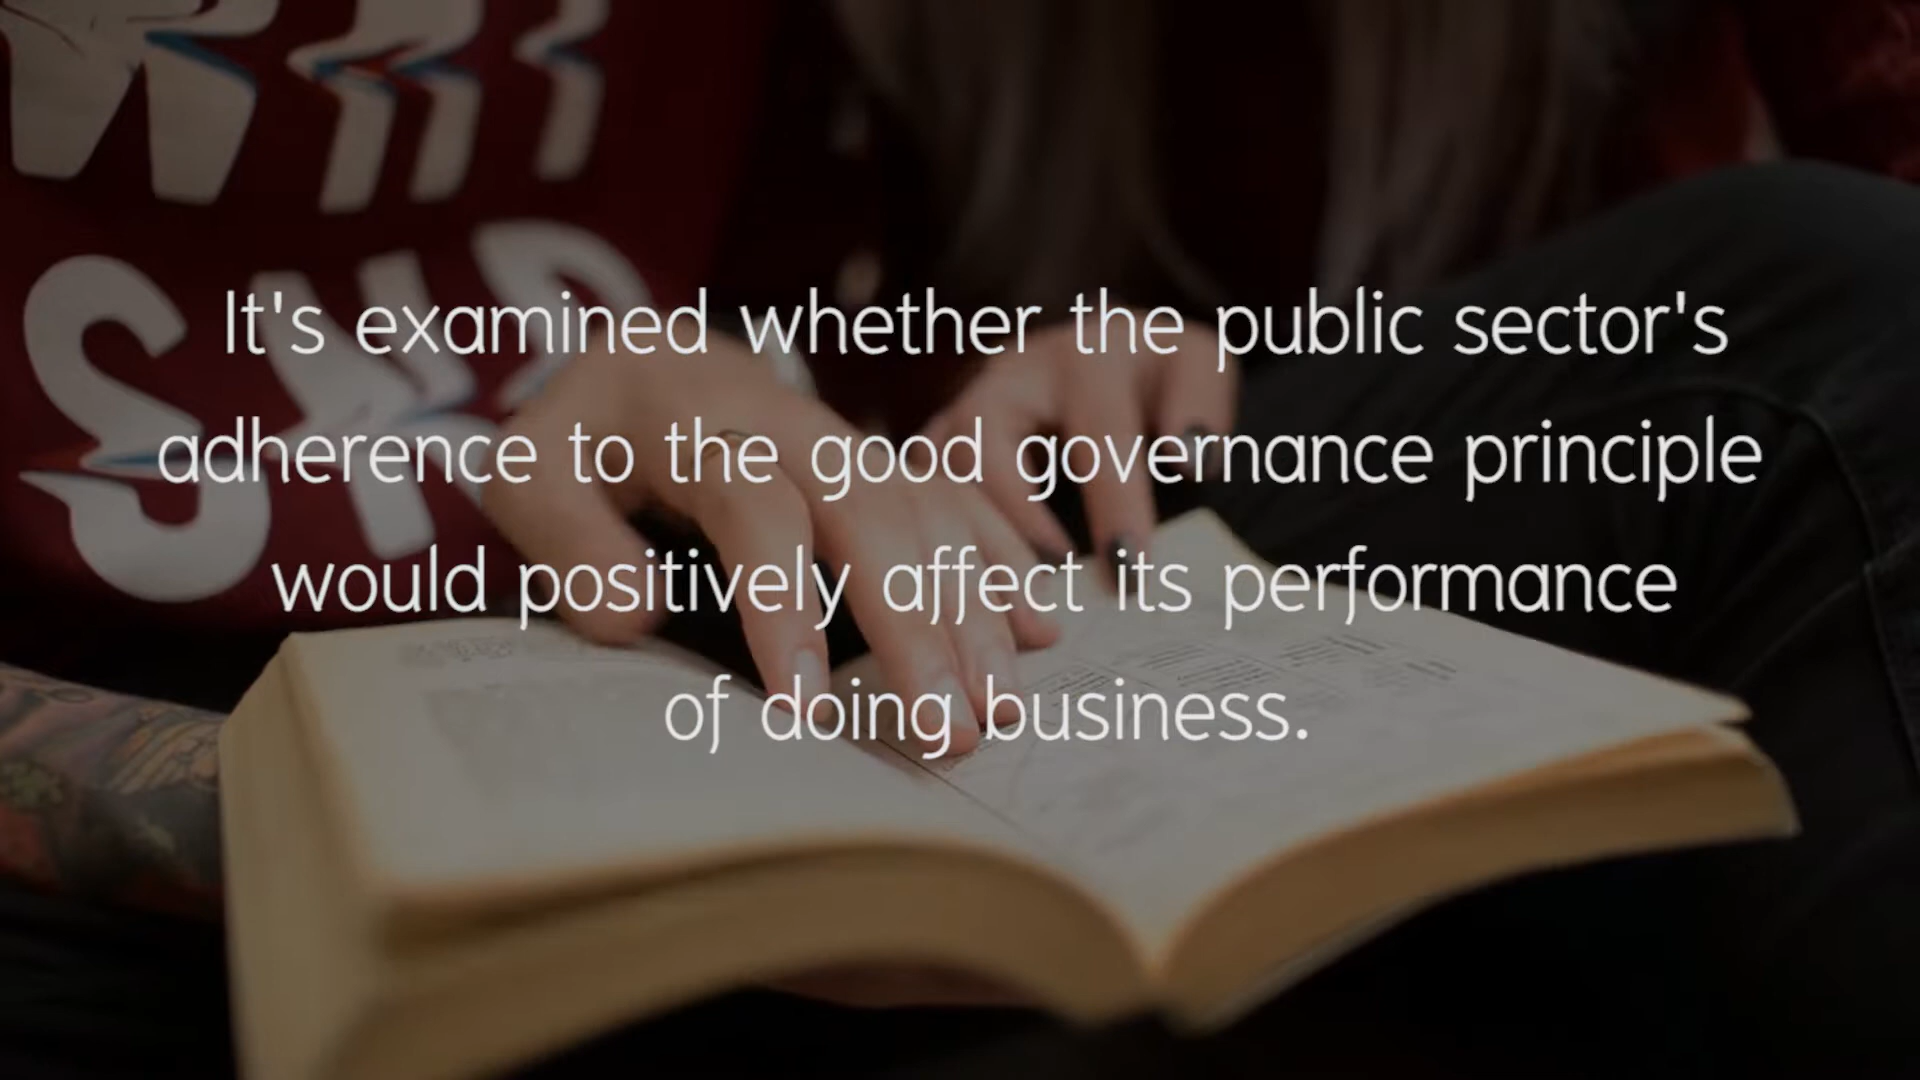 It's examined whether the public sector's
adherence to the good governance principle
would positively affect its performance
of doing business.